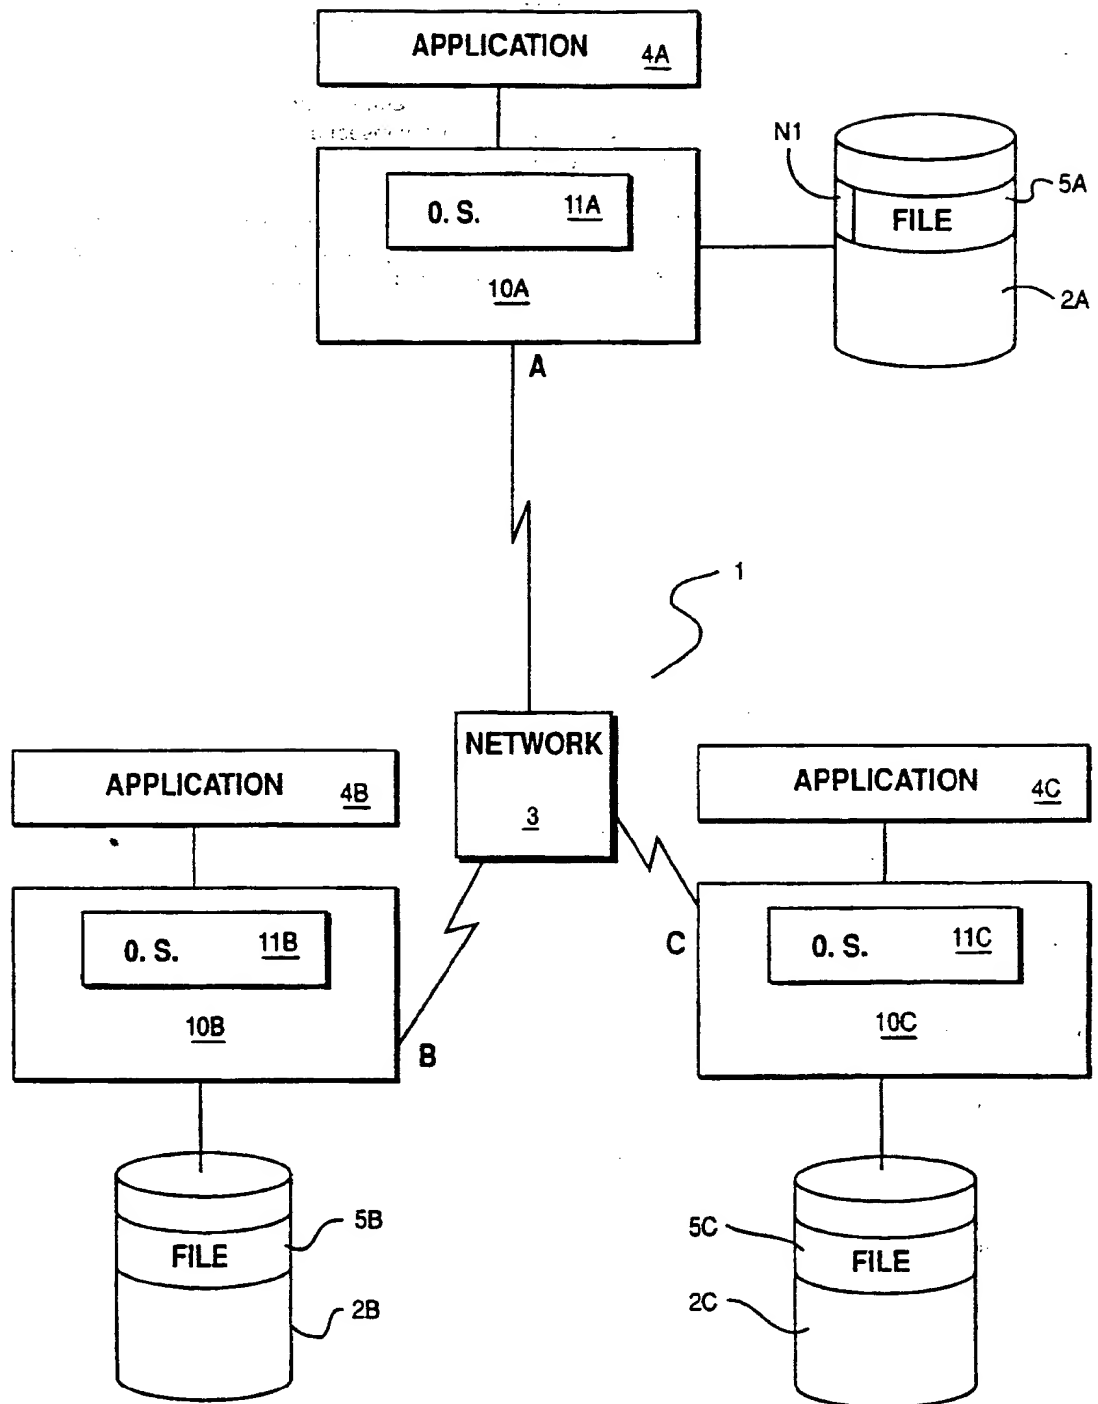 APPLICATION 4A
N1
5A
O. S. 11A
FILE
10A
2A
A
1
NETWORK
3
APPLICATION 4B
APPLICATION 4C
O. S. 11B
C
O. S. 11C
10B
10C
B
5B
FILE
5C
FILE
2B
2C